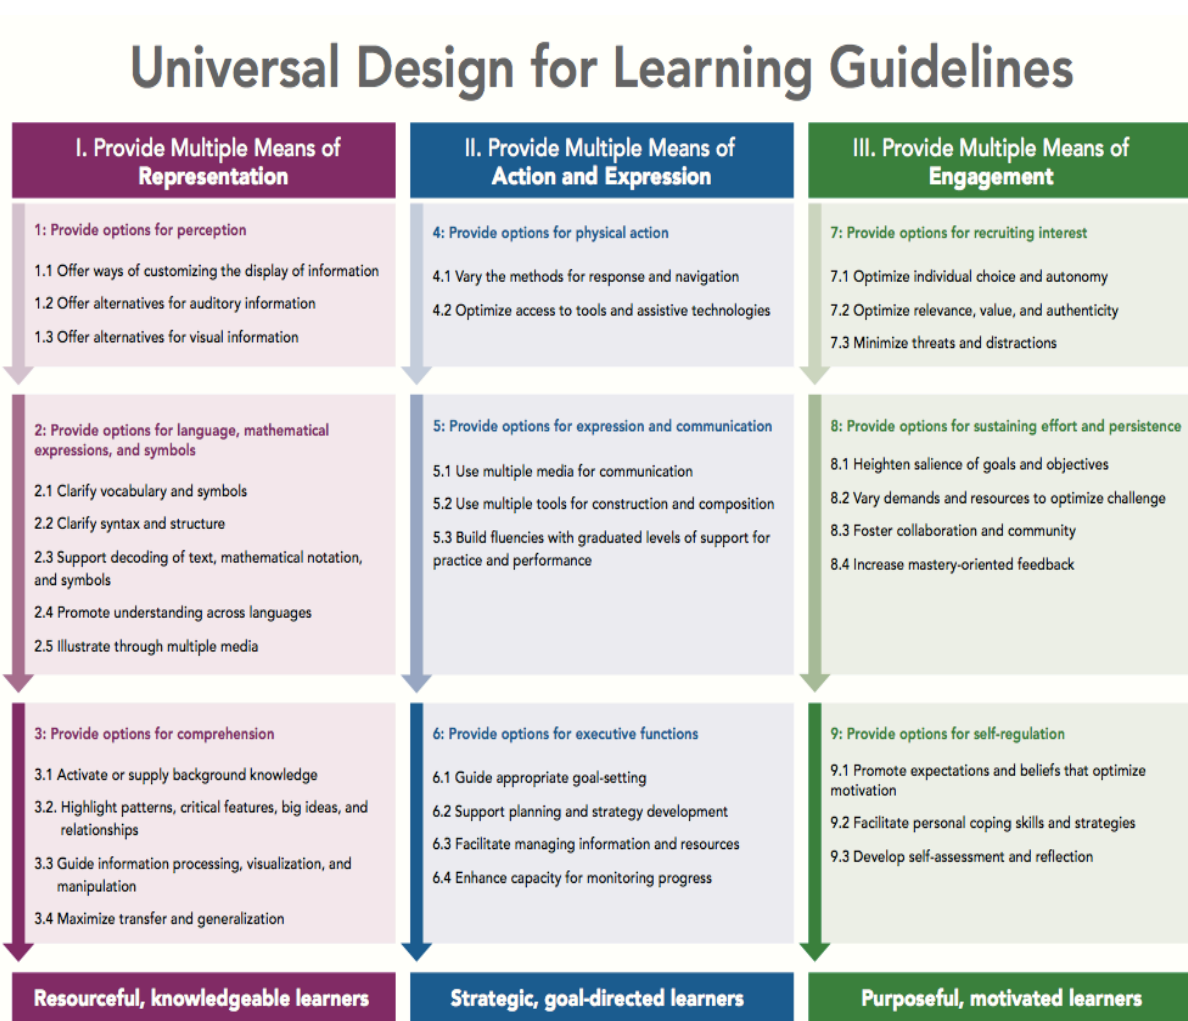 Universal Design for Learning Guidelines
I. Provide Multiple Means of
Representation
1: Provide options for perception
1.1 Offer ways of customizing the display of information
1.2 Offer alternatives for auditory information
1.3 Offer alternatives for visual information
2: Provide options for language, mathematical
expressions, and symbols
2.1 Clarify vocabulary and symbols
2.2 Clarify syntax and structure
2.3 Support decoding of text, mathematical notation,
and symbols
2.4 Promote understanding across languages
2.5 Illustrate through multiple media
3: Provide options for comprehension
3.1 Activate or supply background knowledge
3.2. Highlight patterns, critical features, big ideas, and
relationships
3.3 Guide information processing, visualization, and
manipulation
3.4 Maximize transfer and generalization
Resourceful, knowledgeable learners
II. Provide Multiple Means of
Action and Expression
4: Provide options for physical action
4.1 Vary the methods for response and navigation
4.2 Optimize access to tools and assistive technologies
5: Provide options for expression and communication
5.1 Use multiple media for communication
5.2 Use multiple tools for construction and composition
5.3 Build fluencies with graduated levels of support for
practice and performance
6: Provide options for executive functions
6.1 Guide appropriate goal-setting
6.2 Support planning and strategy development
6.3 Facilitate managing information and resources
6.4 Enhance capacity for monitoring progress
Strategic, goal-directed learners
III. Provide Multiple Means of
Engagement
7: Provide options for recruiting interest
7.1 Optimize individual choice and autonomy
7.2 Optimize relevance, value, and authenticity
7.3 Minimize threats and distractions
8: Provide options for sustaining effort and persistence
8.1 Heighten salience of goals and objectives
8.2 Vary demands and resources to optimize challenge
8.3 Foster collaboration and community
8.4 Increase mastery-oriented feedback
9: Provide options for self-regulation
9.1 Promote expectations and beliefs that optimize
motivation
9.2 Facilitate personal coping skills and strategies
9.3 Develop self-assessment and reflection
Purposeful, motivated learners